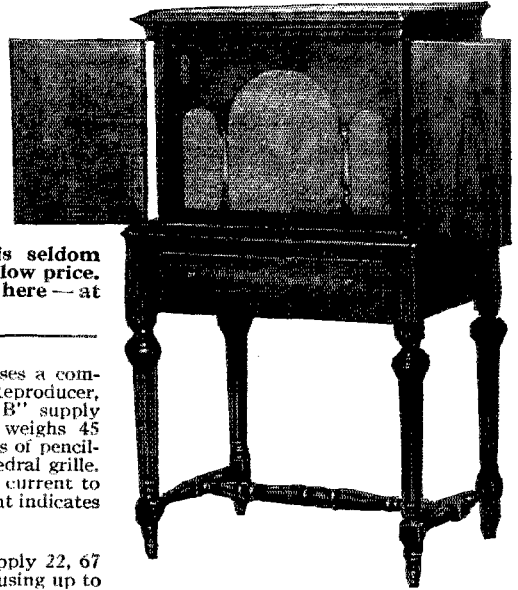 is seldom
low price.
here — at
ses a com-
Reproducer,
B" supply
weighs 45
s of pencil-
edral grille.
current to
nt indicates
pply 22, 67
using up to